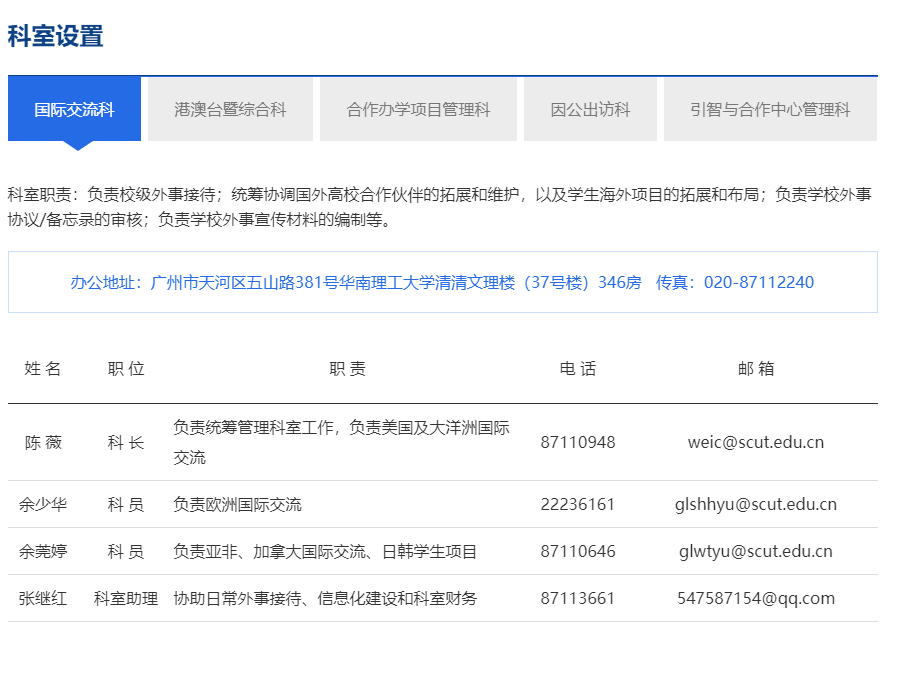 科室设置
国际交流科 港澳台暨综合科 合作办学项目管理科 因公出访科 引智与合作中心管理科
科室职责：负责校级外事接待；统筹协调国外高校合作伙伴的拓展和维护，以及学生海外项目的拓展和布局；负责学校外事
协议/备忘录的审核；负责学校外事宣传材料的编制等。
办公地址：广州市天河区五山路381号华南理工大学清清文理楼（37号楼）346房 传真：020-87112240
姓 名 职 位 职 责 电 话 邮 箱
陈 薇 科 长 负责统筹管理科室工作，负责美国及大洋洲国际
交流 87110948 weic@scut.edu.cn
余少华 科 员 负责欧洲国际交流 22236161 glshhyu@scut.edu.cn
余莞婷 科 员 负责亚非、加拿大国际交流、日韩学生项目 87110646 glwtyu@scut.edu.cn
张继红 科室助理 协助日常外事接待、信息化建设和科室财务 87113661 547587154@qq.com